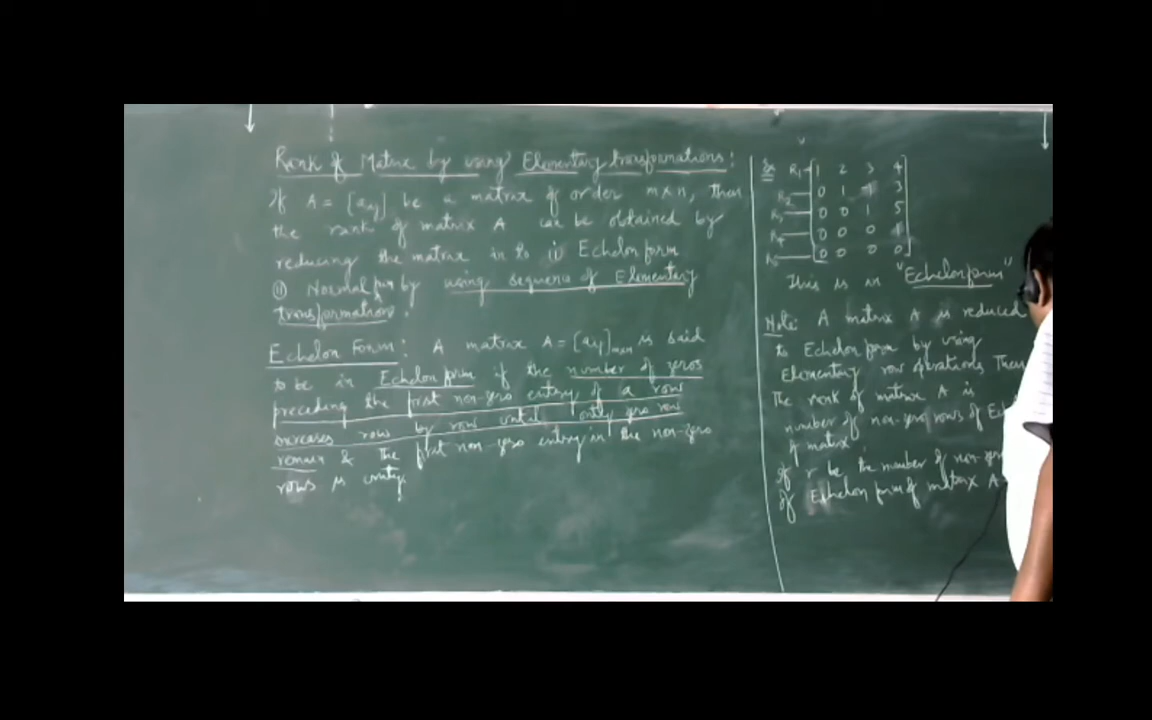 Rank of Matrix by using Elementary transformations:
If A = [aij] be a matrix of order m×n, then
the rank of matrix A can be obtained by
reducing the matrix in to (i) Echelon form
(ii) Normal form by using sequence of Elementary
transformations.
Echelon Form: A matrix A = [aij]m×n is said
to be in Echelon form if the number of zeros
preceding the first non-zero entry of a row
increases row by row until only zero row
remain & the first non-zero entry in the non-zero
rows is unity.
Ex R1 1 2 3 4
R2 0 1 3
R3 0 0 1 5
R4 0 0 0 1
0 0 0 0
This is in "Echelon form"
Note: A matrix A is reduced
to Echelon form by using
Elementary row operations Then
The rank of matrix A is
number of non-zero rows of
of matrix
If r be the number of non-zero
of Echelon form of matrix A